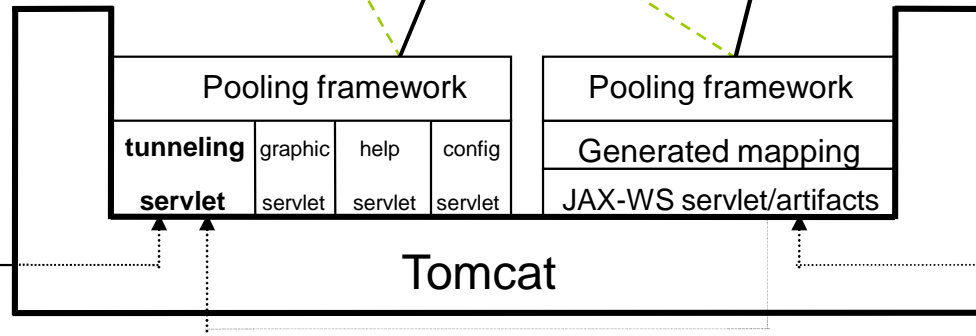 Pooling framework
Pooling framework
tunneling graphic help config
servlet servlet servlet servlet
Generated mapping
JAX-WS servlet/artifacts
Tomcat